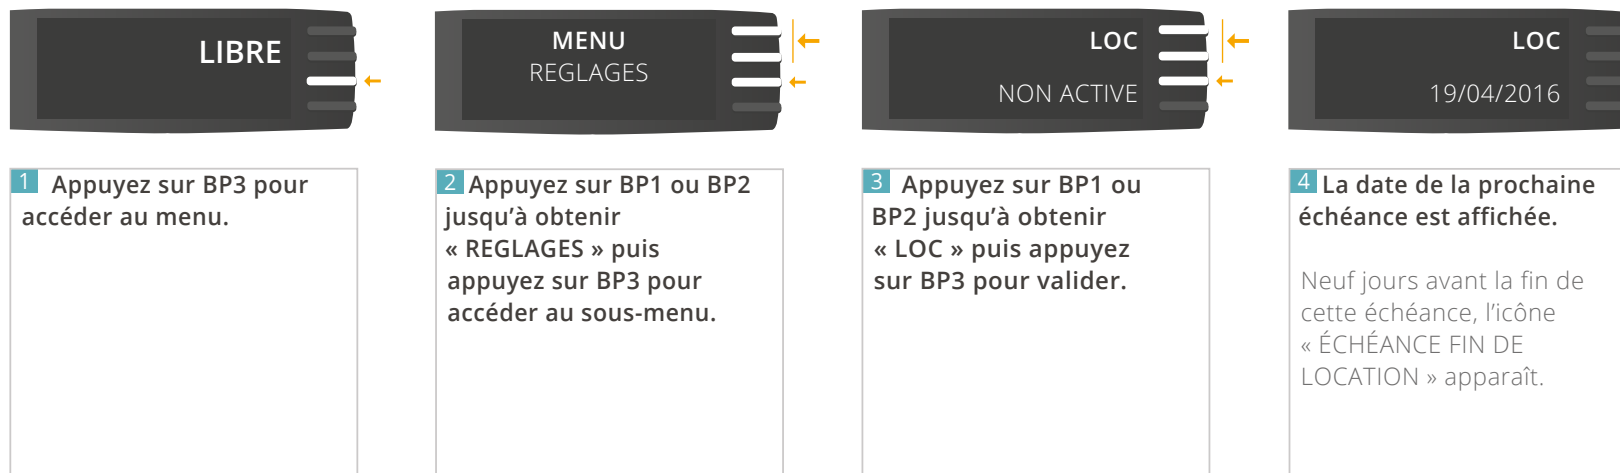 LIBRE
MENU
REGLAGES
LOC
NON ACTIVE
LOC
19/04/2016
1 Appuyez sur BP3 pour
accéder au menu.
2 Appuyez sur BP1 ou BP2
jusqu’à obtenir
« REGLAGES » puis
appuyez sur BP3 pour
accéder au sous-menu.
3 Appuyez sur BP1 ou
BP2 jusqu’à obtenir
« LOC » puis appuyez
sur BP3 pour valider.
4 La date de la prochaine
échéance est affichée.
Neuf jours avant la fin de
cette échéance, l’icône
« ÉCHÉANCE FIN DE
LOCATION » apparaît.